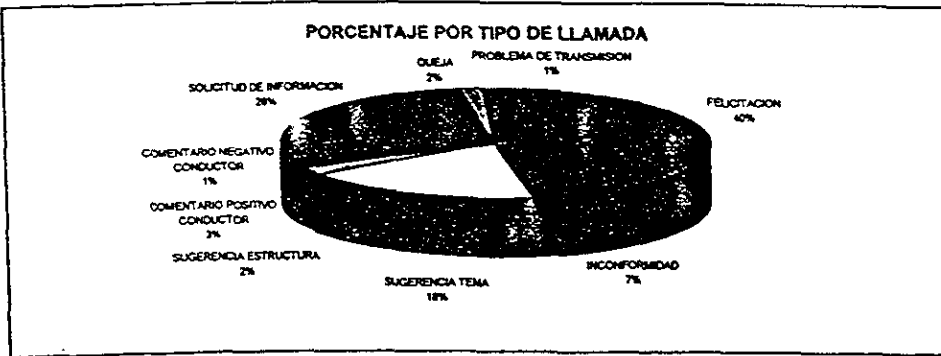 PORCENTAJE POR TIPO DE LLAMADA
QUEJA
2%
PROBLEMA DE TRANSMISION
1%
SOLICITUD DE INFORMACION
26%
FELICITACION
40%
COMENTARIO NEGATIVO
CONDUCTOR
1%
COMENTARIO POSITIVO
CONDUCTOR
3%
SUGERENCIA ESTRUCTURA
2%
SUGERENCIA TEMA
18%
INCONFORMIDAD
7%